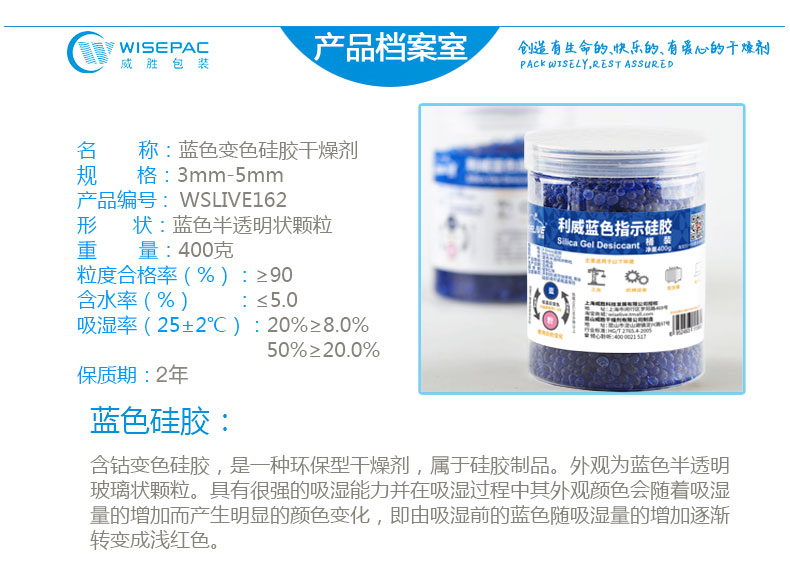 WISEPAC
威胜包装
产品档案室
创造有生命的、快乐的、有爱心的干燥剂
PACK WISELY, REST ASSURED
名 称：蓝色变色硅胶干燥剂
规 格：3mm-5mm
产品编号： WSLIVE162
形 状：蓝色半透明状颗粒
重 量：400克
粒度合格率（%）：≥90
含水率（%） ：≤5.0
吸湿率（25±2℃）：20%≥8.0%
50%≥20.0%
保质期：2年
利威蓝色指示硅胶
Silica Gel Desiccant 桶 装
净重400g
蓝
粉
蓝色硅胶：
含钴变色硅胶，是一种环保型干燥剂，属于硅胶制品。外观为蓝色半透明
玻璃状颗粒。具有很强的吸湿能力并在吸湿过程中其外观颜色会随着吸湿
量的增加而产生明显的颜色变化，即由吸湿前的蓝色随吸湿量的增加逐渐
转变成浅红色。